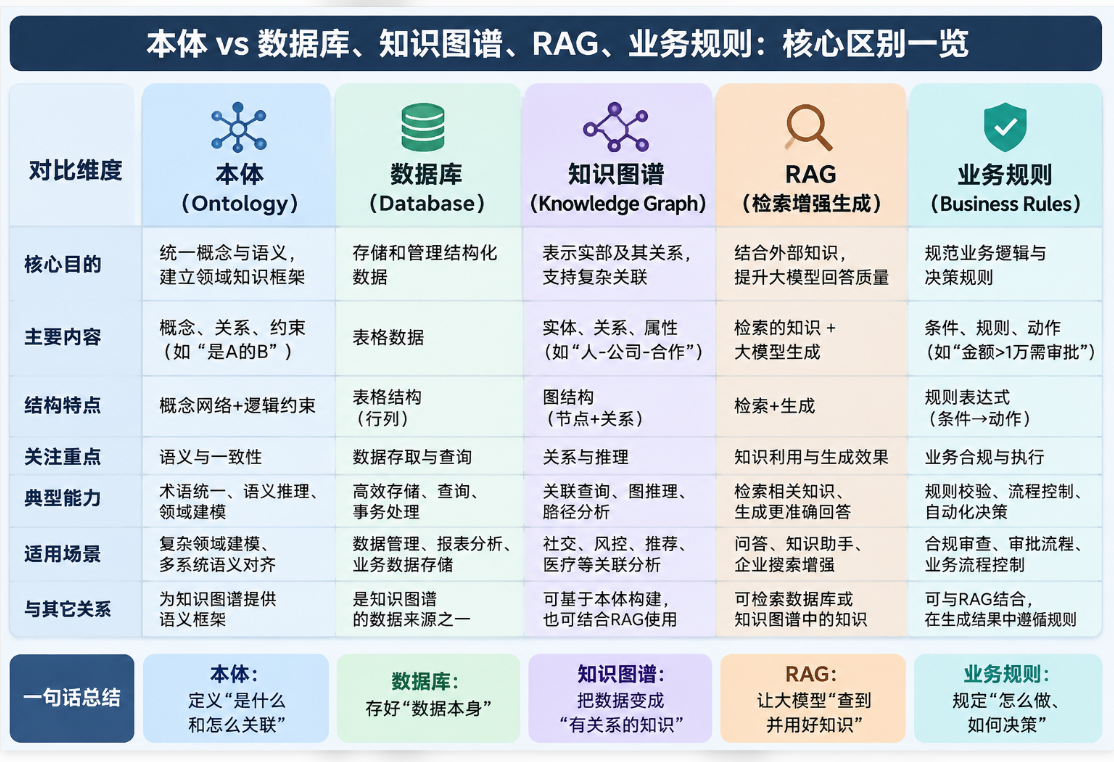 本体 vs 数据库、知识图谱、RAG、业务规则：核心区别一览
对比维度
本体
（Ontology）
数据库
（Database）
知识图谱
（Knowledge Graph）
RAG
（检索增强生成）
业务规则
（Business Rules）
核心目的
统一概念与语义，
建立领域知识框架
存储和管理结构化
数据
表示实部及其关系，
支持复杂关联
结合外部知识，
提升大模型回答质量
规范业务逻辑与
决策规则
主要内容
概念、关系、约束
（如 “是A的B” ）
表格数据
实体、关系、属性
（如“人-公司-合作”）
检索的知识 +
大模型生成
条件、规则、动作
（如“金额>1万需审批”）
结构特点
概念网络+逻辑约束
表格结构
（行列）
图结构
（节点+关系）
检索+生成
规则表达式
（条件→动作）
关注重点
语义与一致性
数据存取与查询
关系与推理
知识利用与生成效果
业务合规与执行
典型能力
术语统一、语义推理、
领域建模
高效存储、查询、
事务处理
关联查询、图推理、
路径分析
检索相关知识、
生成更准确回答
规则校验、流程控制、
自动化决策
适用场景
复杂领域建模、
多系统语义对齐
数据管理、报表分析、
业务数据存储
社交、风控、推荐、
医疗等关联分析
问答、知识助手、
企业搜索增强
合规审查、审批流程、
业务流程控制
与其它关系
为知识图谱提供
语义框架
是知识图谱
的数据来源之一
可基于本体构建，
也可结合RAG使用
可检索数据库或
知识图谱中的知识
可与RAG结合，
在生成结果中遵循规则
一句话总结
本体：
定义“是什么
和怎么关联”
数据库：
存好“数据本身”
知识图谱：
把数据变成
“有关系的知识”
RAG：
让大模型“查到
并用好知识”
业务规则：
规定“怎么做、
如何决策”